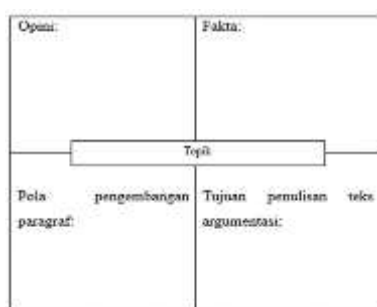 Opini:
Fakta:
Topik
Pola pengembangan
paragraf:
Tujuan penulisan teks
argumentasi: